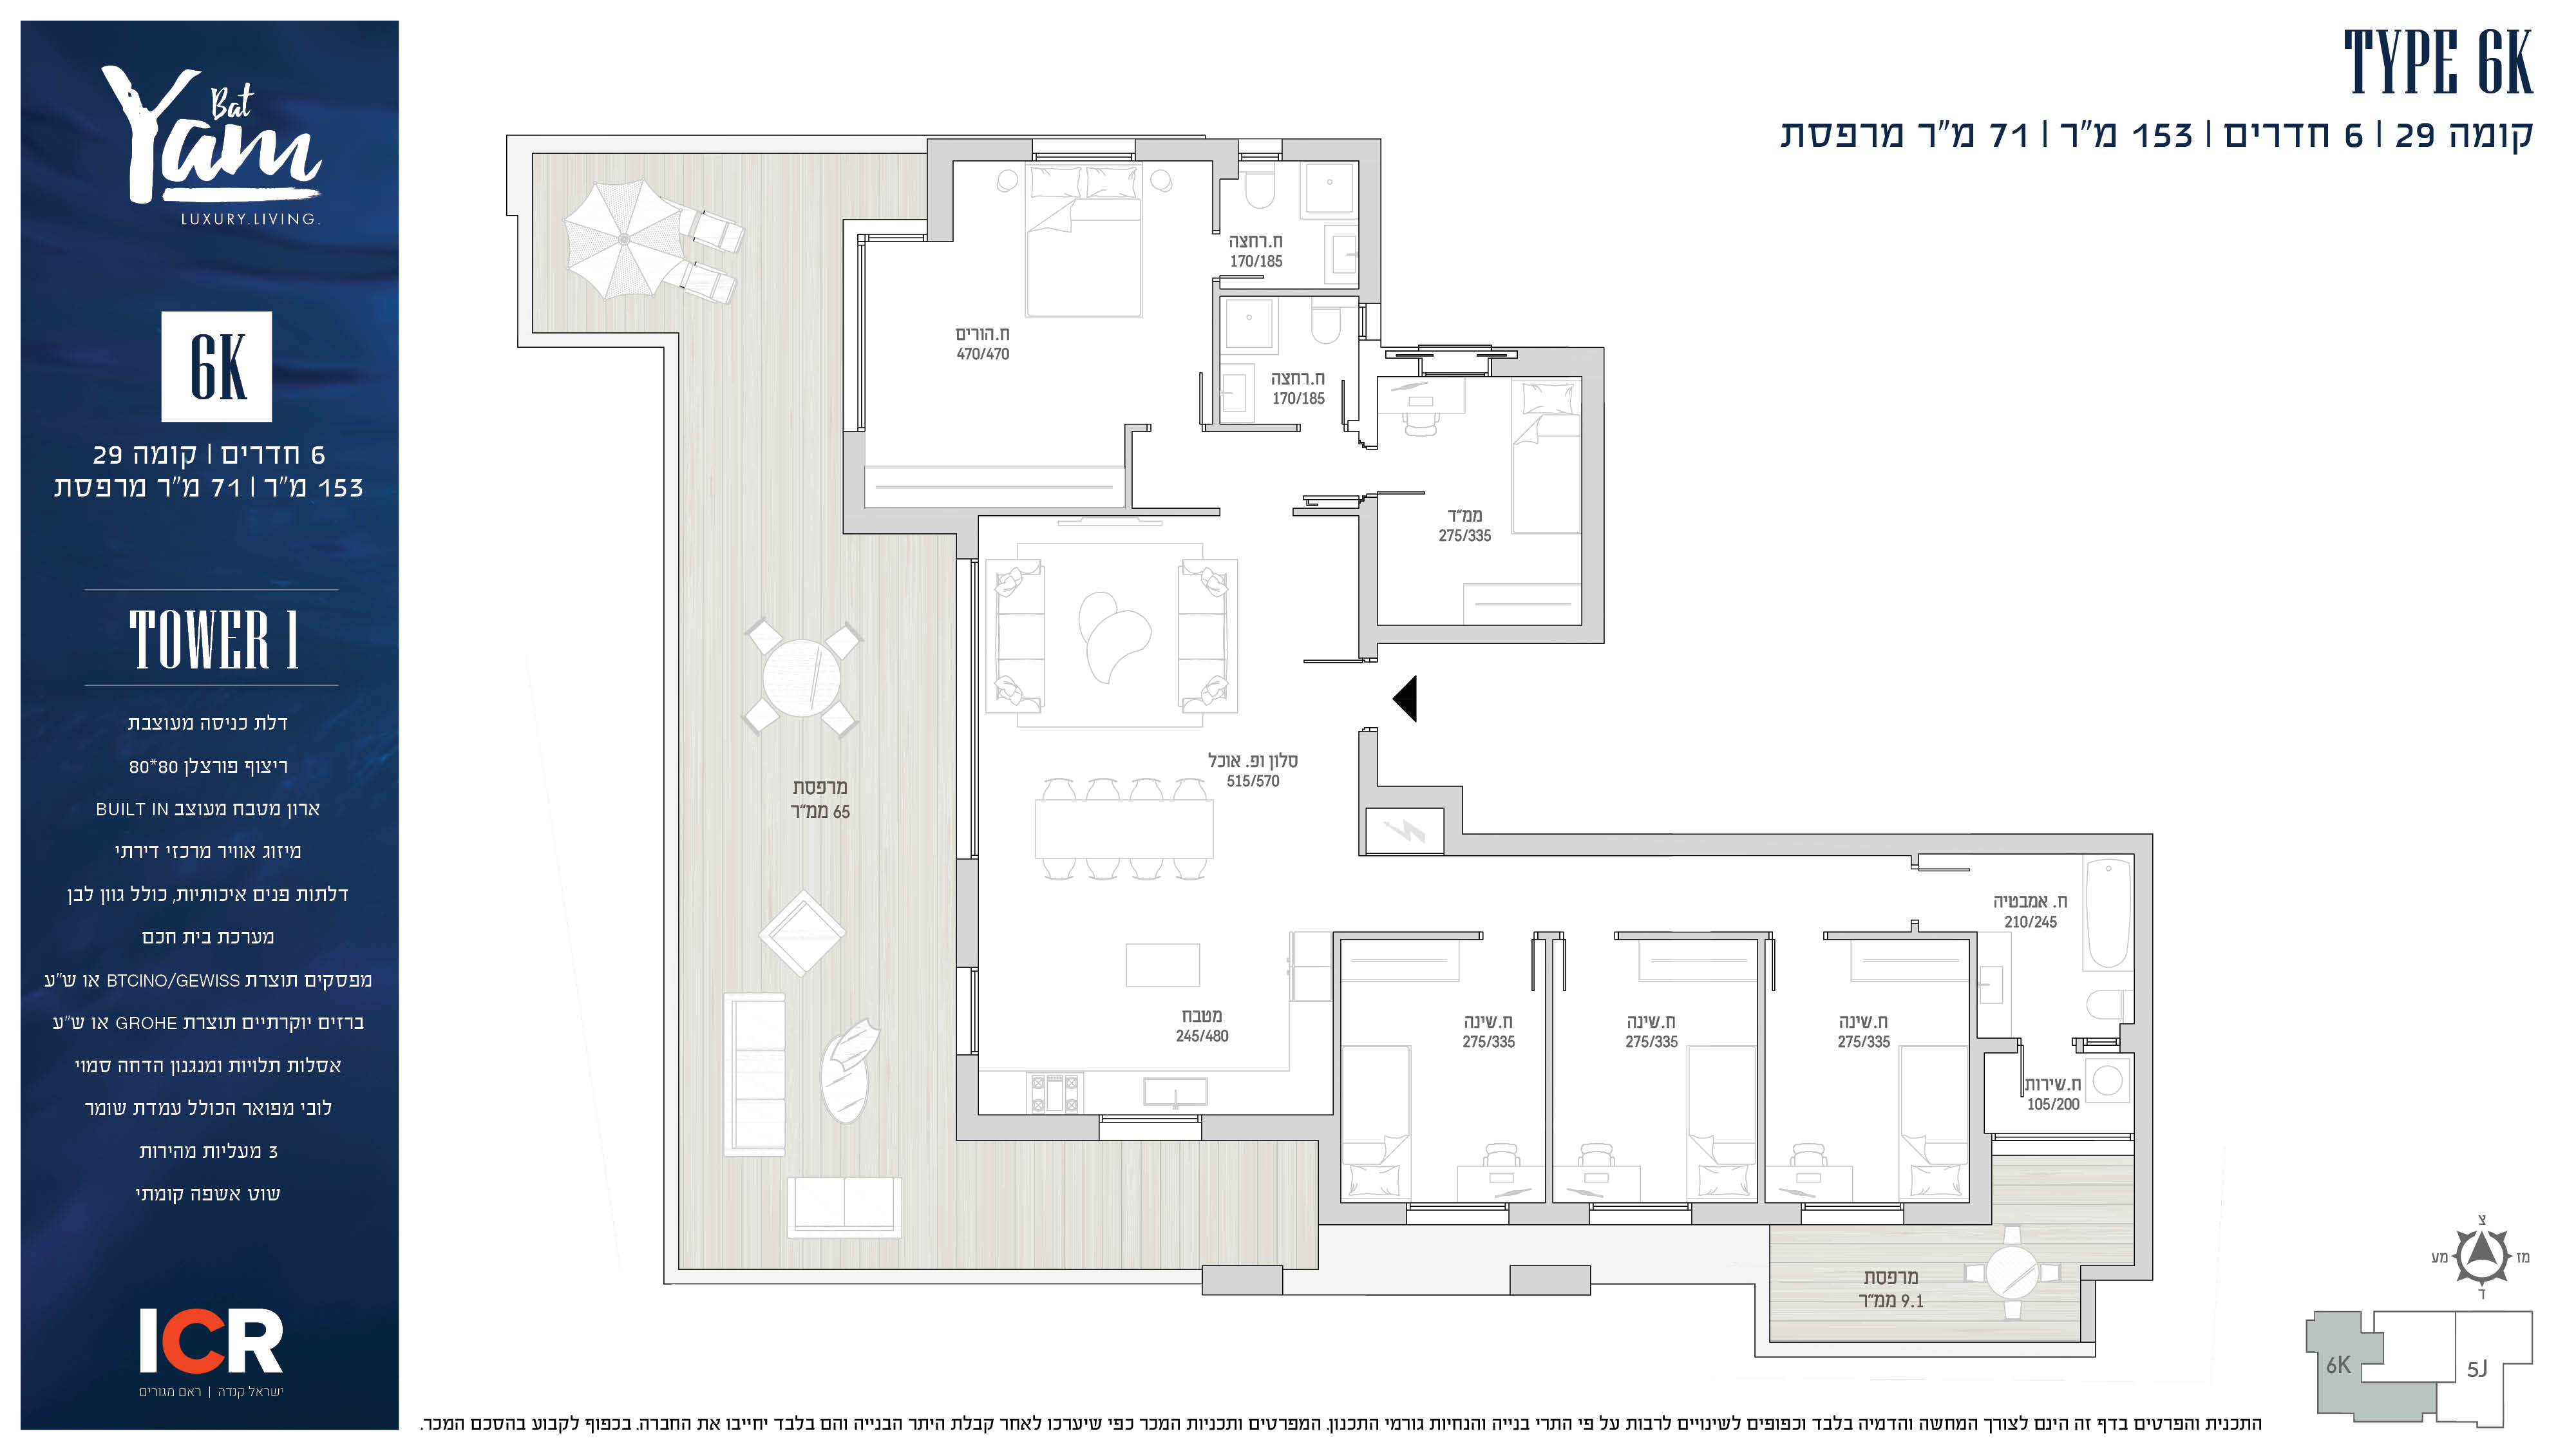 Bat
Yam
LUXURY.LIVING.
6K
6 חדרים | קומה 29
153 מ"ר | 71 מ"ר מרפסת
TOWER 1
דלת כניסה מעוצבת
ריצוף פורצלן 80*80
ארון מטבח מעוצב BUILT IN
מיזוג אוויר מרכזי דירתי
דלתות פנים איכותיות, כולל גוון לבן
מערכת בית חכם
מפסקים תוצרת BTCINO/GEWISS או ש"ע
ברזים יוקרתיים תוצרת GROHE או ש"ע
אסלות תלויות ומנגנון הדחה סמוי
לובי מפואר הכולל עמדת שומר
3 מעליות מהירות
שוט אשפה קומתי
ICR
ישראל קנדה | ראם מגורים
TYPE 6K
קומה 29 | 6 חדרים | 153 מ"ר | 71 מ"ר מרפסת
ח.רחצה
170/185
ח.הורים
470/470
ח.רחצה
170/185
ממ"ד
275/335
סלון ופ. אוכל
515/570
מרפסת
65 ממ"ר
ח. אמבטיה
210/245
מטבח
245/480
ח.שינה
275/335
ח.שינה
275/335
ח.שינה
275/335
ח.שירות
105/200
מרפסת
9.1 ממ"ר
צ
מז
מע
ד
6K
5J
התכנית והפרטים בדף זה הינם לצורך המחשה והדמיה בלבד וכפופים לשינויים לרבות על פי התרי בנייה והנחיות גורמי התכנון. המפרטים ותכניות המכר כפי שיערכו לאחר קבלת היתר הבנייה והם בלבד יחייבו את החברה. בכפוף לקבוע בהסכם המכר.